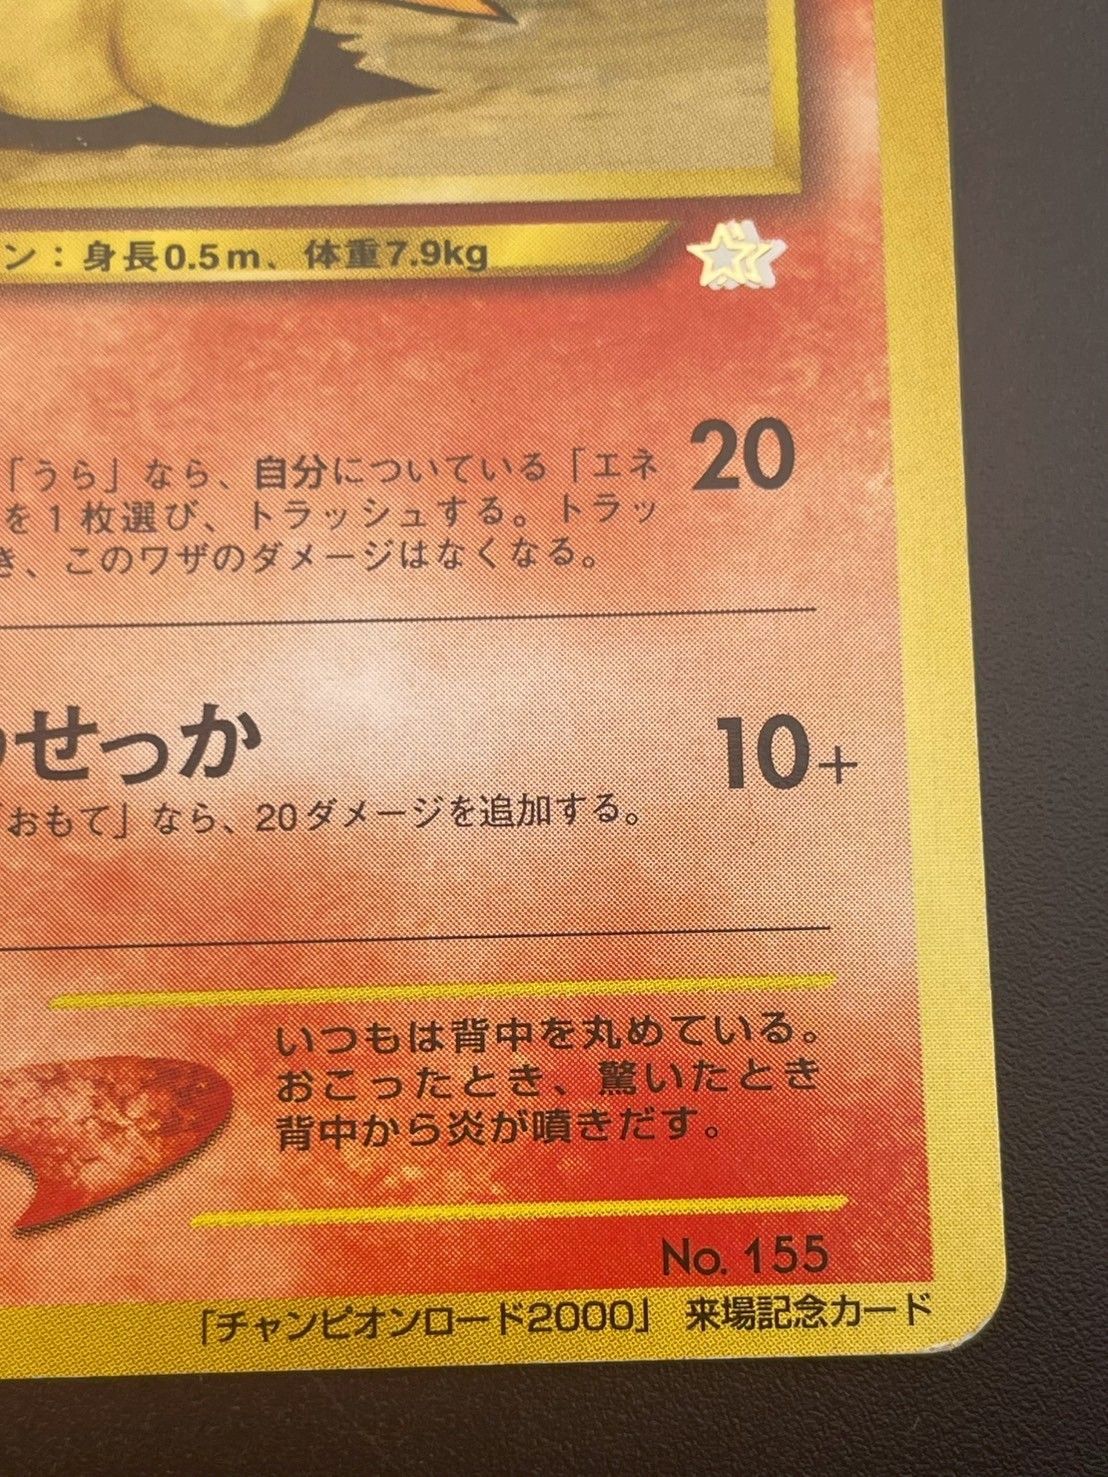 ン：身長0.5m、体重7.9kg
20
「うら」なら、自分についている「エネ
を1枚選び、トラッシュする。トラッ
き、このワザのダメージはなくなる。
せっか
10+
「おもて」なら、20ダメージを追加する。
いつもは背中を丸めている。
おこったとき、驚いたとき
背中から炎が噴きだす。
No. 155
「チャンピオンロード2000」 来場記念カード